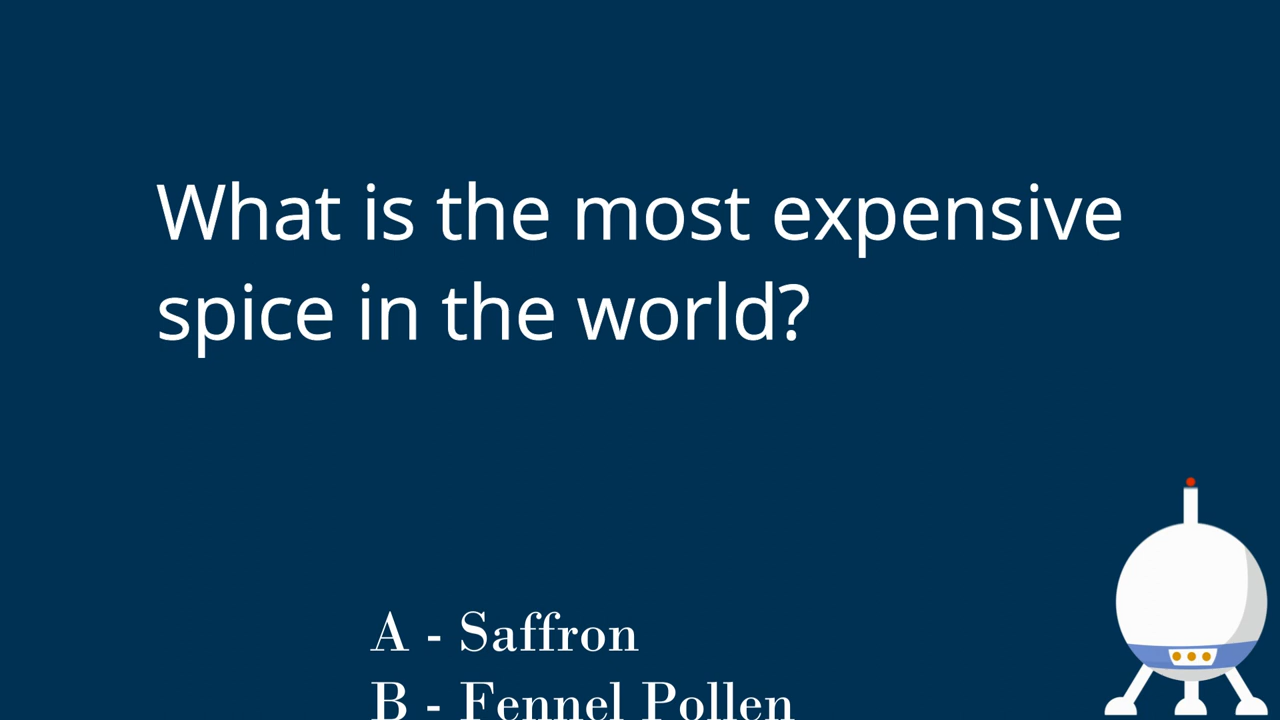 What is the most expensive
spice in the world?
A - Saffron
B - Fennel Pollen